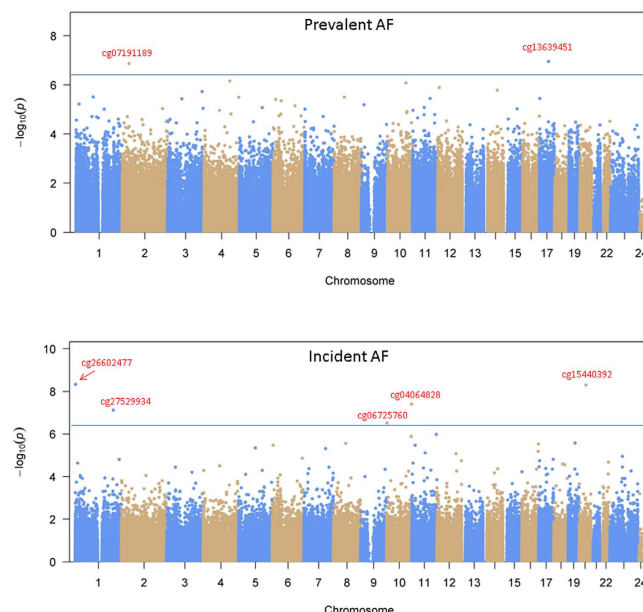 Prevalent AF
8
6
4
2
0
−log10(p)
cg07191189
cg13639451
1 2 3 4 5 6 7 8 9 10 11 12 13 15 17 19 22 24
Chromosome
Incident AF
10
8
6
4
2
0
−log10(p)
cg26602477
cg27529934
cg06725760
cg04064828
cg15440392
1 2 3 4 5 6 7 8 9 10 11 12 13 15 17 19 22 24
Chromosome